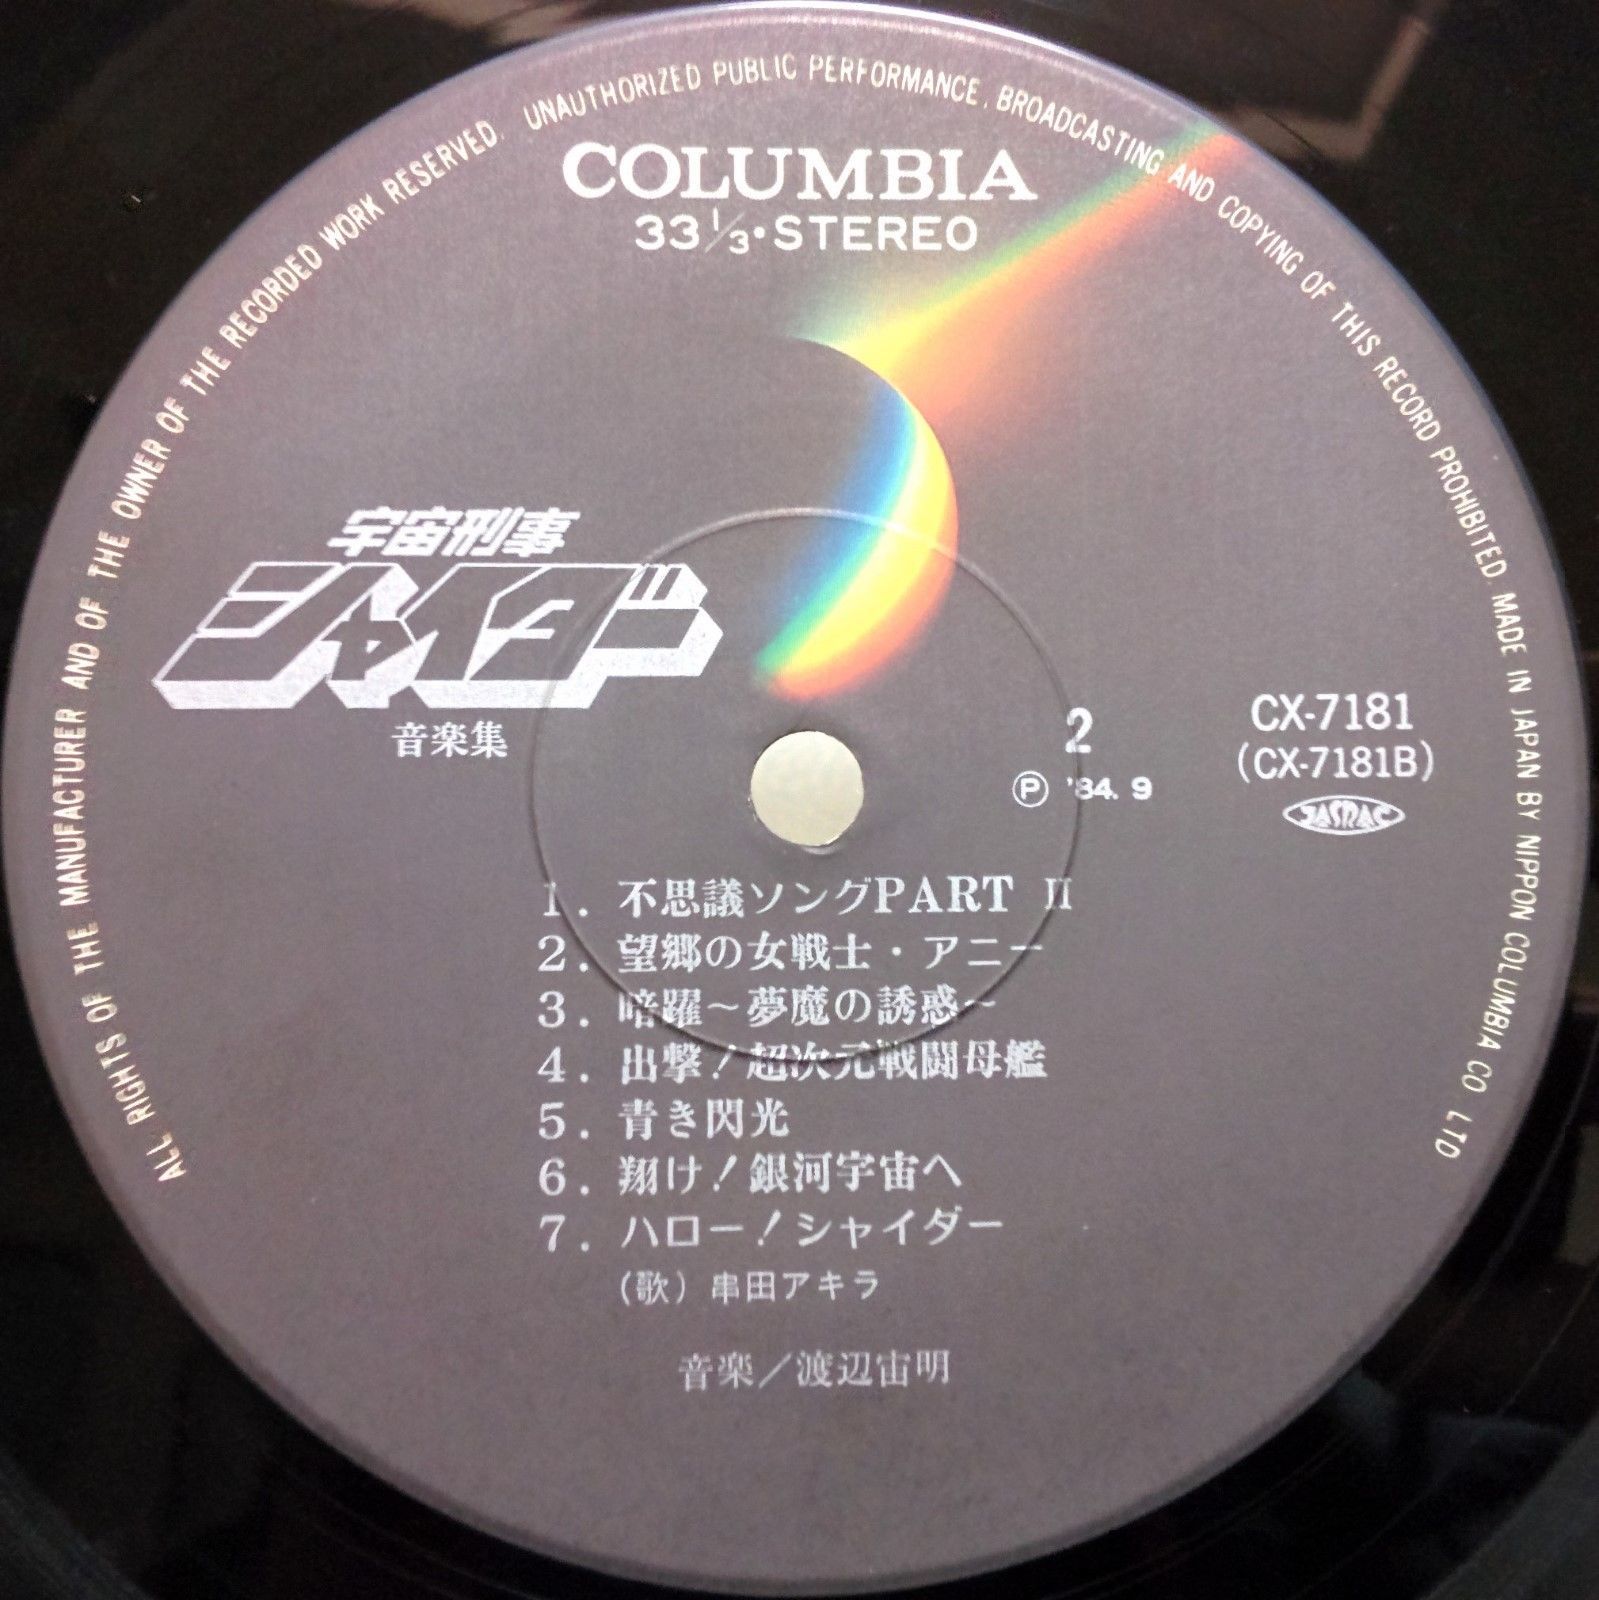 ALL RIGHTS OF THE MANUFACTURER AND OF THE OWNER OF THE RECORDED WORK RESERVED. UNAUTHORIZED PUBLIC PERFORMANCE, BROADCASTING AND COPYING OF THIS RECORD PROHIBITED MADE IN JAPAN BY NIPPON COLUMBIA CO LTD
COLUMBIA
33 1/3・STEREO
宇宙刑事
シャイダー
音楽集
2
Ⓟ '84. 9
CX-7181
(CX-7181B)
JASRAC
1. 不思議ソングPART Ⅱ
2. 望郷の女戦士・アニー
3. 暗躍〜夢魔の誘惑〜
4. 出撃！超次元戦闘母艦
5. 青き閃光
6. 翔け！銀河宇宙へ
7. ハロー！シャイダー
(歌) 串田アキラ
音楽／渡辺宙明